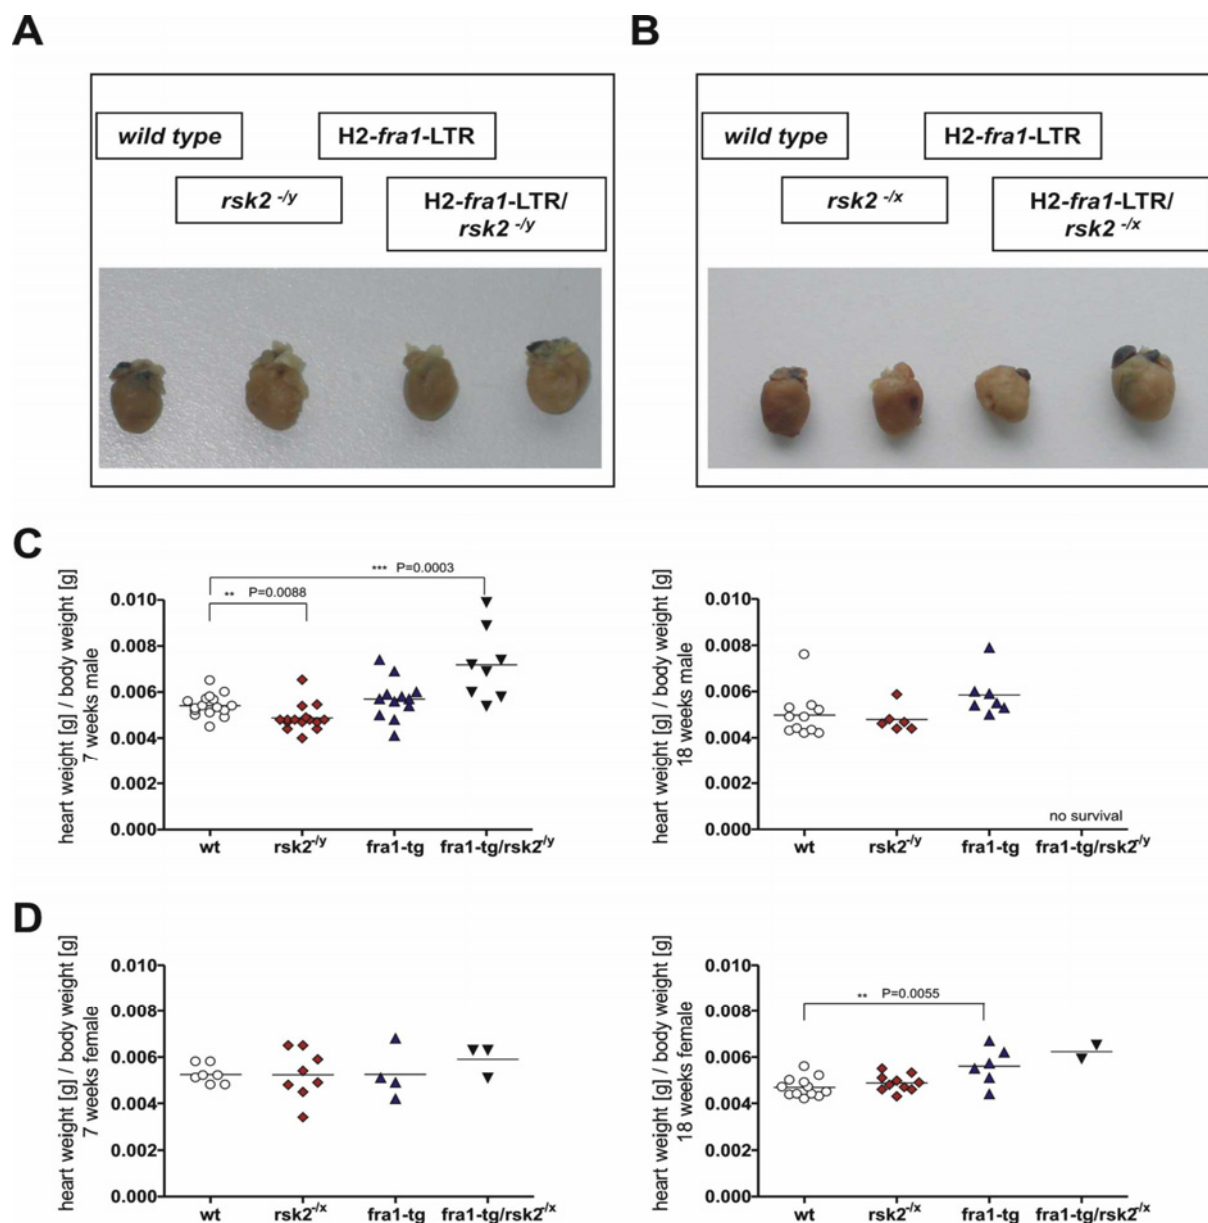 A
B
wild type
H2-fra1-LTR
rsk2 -/y
H2-fra1-LTR/
rsk2 -/y
wild type
H2-fra1-LTR
rsk2 -/x
H2-fra1-LTR/
rsk2 -/x
C
heart weight [g] / body weight [g]
7 weeks male
0.010
0.008
0.006
0.004
0.002
0.000
*** P=0.0003
** P=0.0088
wt
rsk2-/y
fra1-tg
fra1-tg/rsk2-/y
heart weight [g] / body weight [g]
18 weeks male
0.010
0.008
0.006
0.004
0.002
0.000
no survival
wt
rsk2-/y
fra1-tg
fra1-tg/rsk2-/y
D
heart weight [g] / body weight [g]
7 weeks female
0.010
0.008
0.006
0.004
0.002
0.000
wt
rsk2-/x
fra1-tg
fra1-tg/rsk2-/x
heart weight [g] / body weight [g]
18 weeks female
0.010
0.008
0.006
0.004
0.002
0.000
** P=0.0055
wt
rsk2-/x
fra1-tg
fra1-tg/rsk2-/x